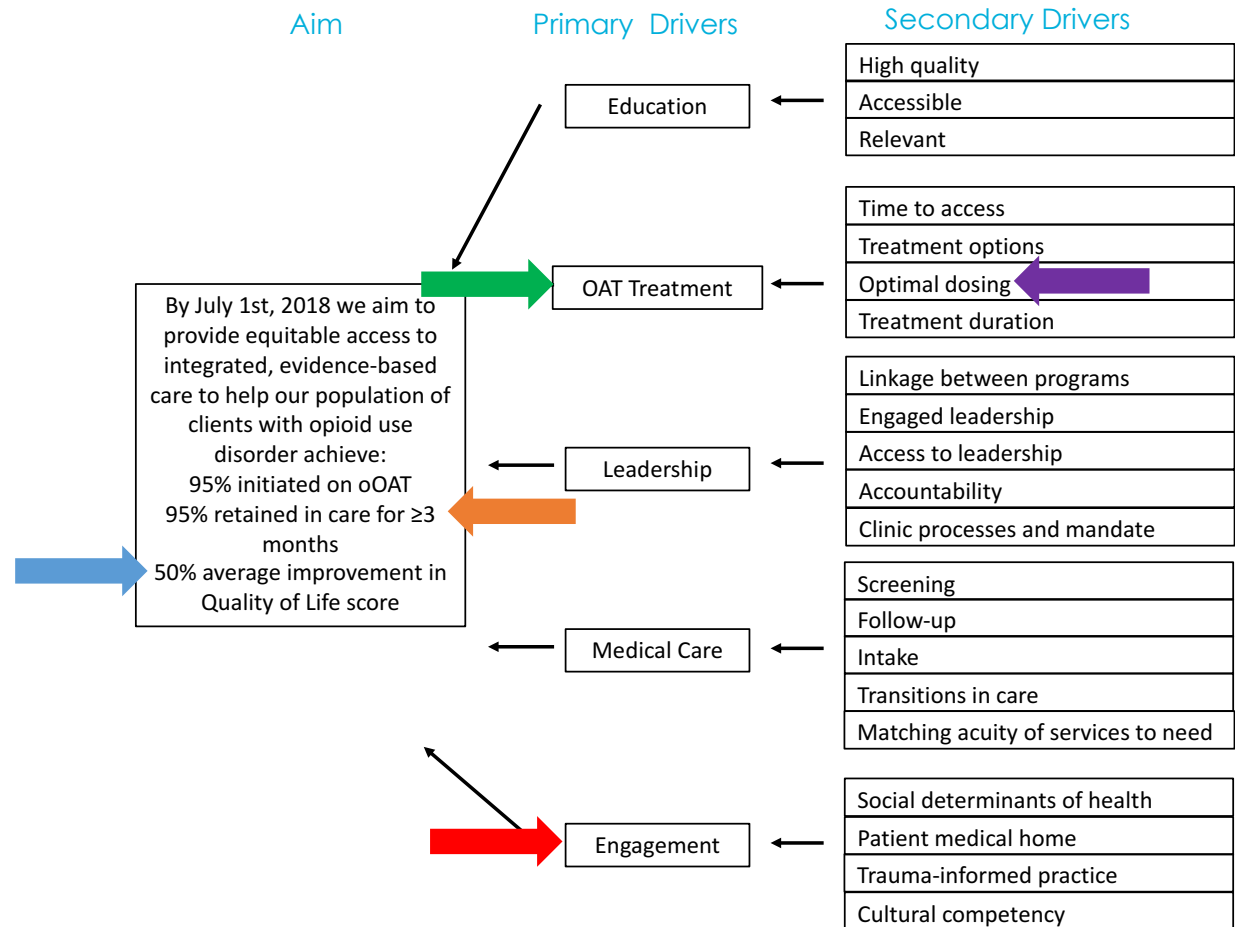 Aim
Primary Drivers
Secondary Drivers
By July 1st, 2018 we aim to
provide equitable access to
integrated, evidence-based
care to help our population of
clients with opioid use
disorder achieve:
95% initiated on oOAT
95% retained in care for ≥3
months
50% average improvement in
Quality of Life score
Education
High quality
Accessible
Relevant
OAT Treatment
Time to access
Treatment options
Optimal dosing
Treatment duration
Leadership
Linkage between programs
Engaged leadership
Access to leadership
Accountability
Clinic processes and mandate
Medical Care
Screening
Follow-up
Intake
Transitions in care
Matching acuity of services to need
Engagement
Social determinants of health
Patient medical home
Trauma-informed practice
Cultural competency